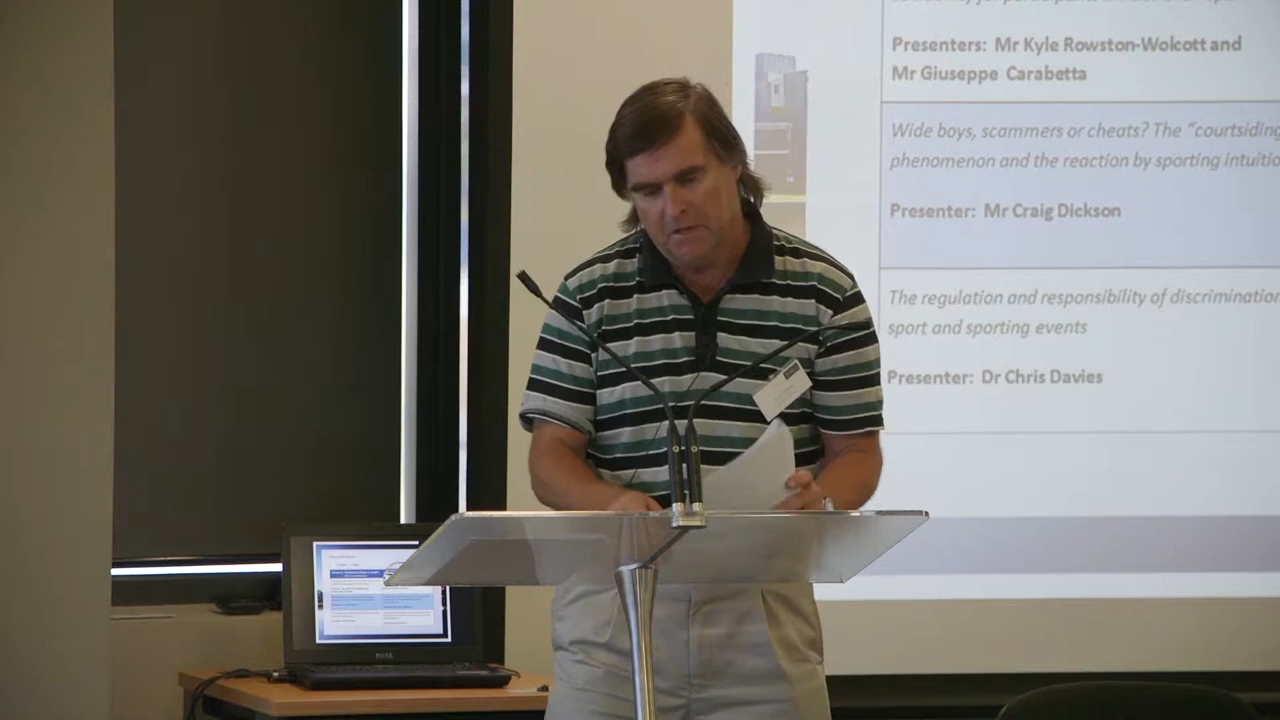 Presenters: Mr Kyle Rowston-Wolcott and
Mr Giuseppe Carabetta
Wide boys, scammers or cheats? The "courtsiding
phenomenon and the reaction by sporting intuitio
Presenter: Mr Craig Dickson
The regulation and responsibility of discrimination
sport and sporting events
Presenter: Dr Chris Davies